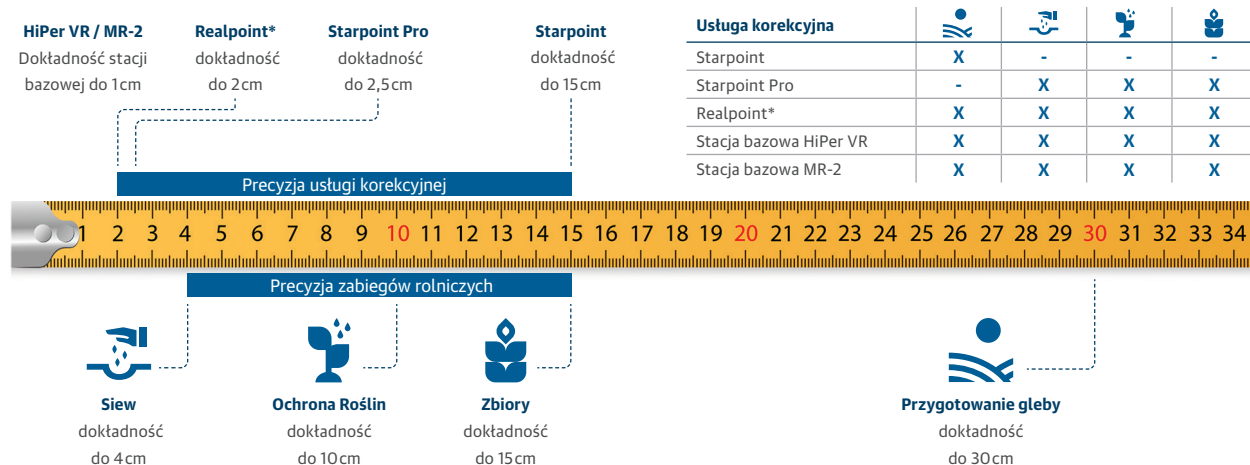 HiPer VR / MR-2
Dokładność stacji
bazowej do 1cm
Realpoint*
dokładność
do 2cm
Starpoint Pro
dokładność
do 2,5cm
Starpoint
dokładność
do 15cm
Usługa korekcyjna
Starpoint X - - -
Starpoint Pro - X X X
Realpoint* X X X X
Stacja bazowa HiPer VR X X X X
Stacja bazowa MR-2 X X X X
Precyzja usługi korekcyjnej
1 2 3 4 5 6 7 8 9 10 11 12 13 14 15 16 17 18 19 20 21 22 23 24 25 26 27 28 29 30 31 32 33 34
Precyzja zabiegów rolniczych
Siew
dokładność
do 4cm
Ochrona Roślin
dokładność
do 10cm
Zbiory
dokładność
do 15cm
Przygotowanie gleby
dokładność
do 30cm